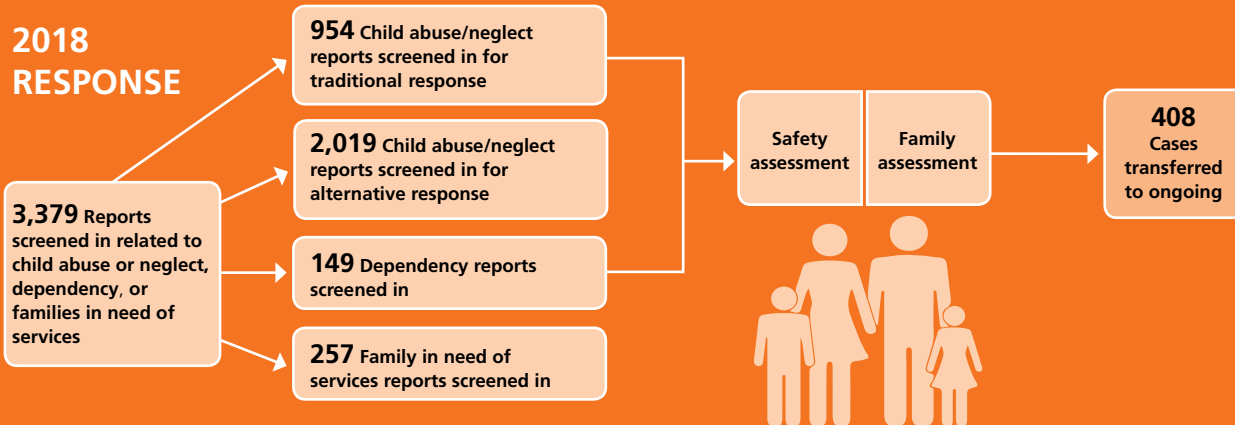 2018
RESPONSE
3,379 Reports
screened in related to
child abuse or neglect,
dependency, or
families in need of
services
954 Child abuse/neglect
reports screened in for
traditional response
2,019 Child abuse/neglect
reports screened in for
alternative response
149 Dependency reports
screened in
257 Family in need of
services reports screened in
Safety
assessment
Family
assessment
408
Cases
transferred
to ongoing